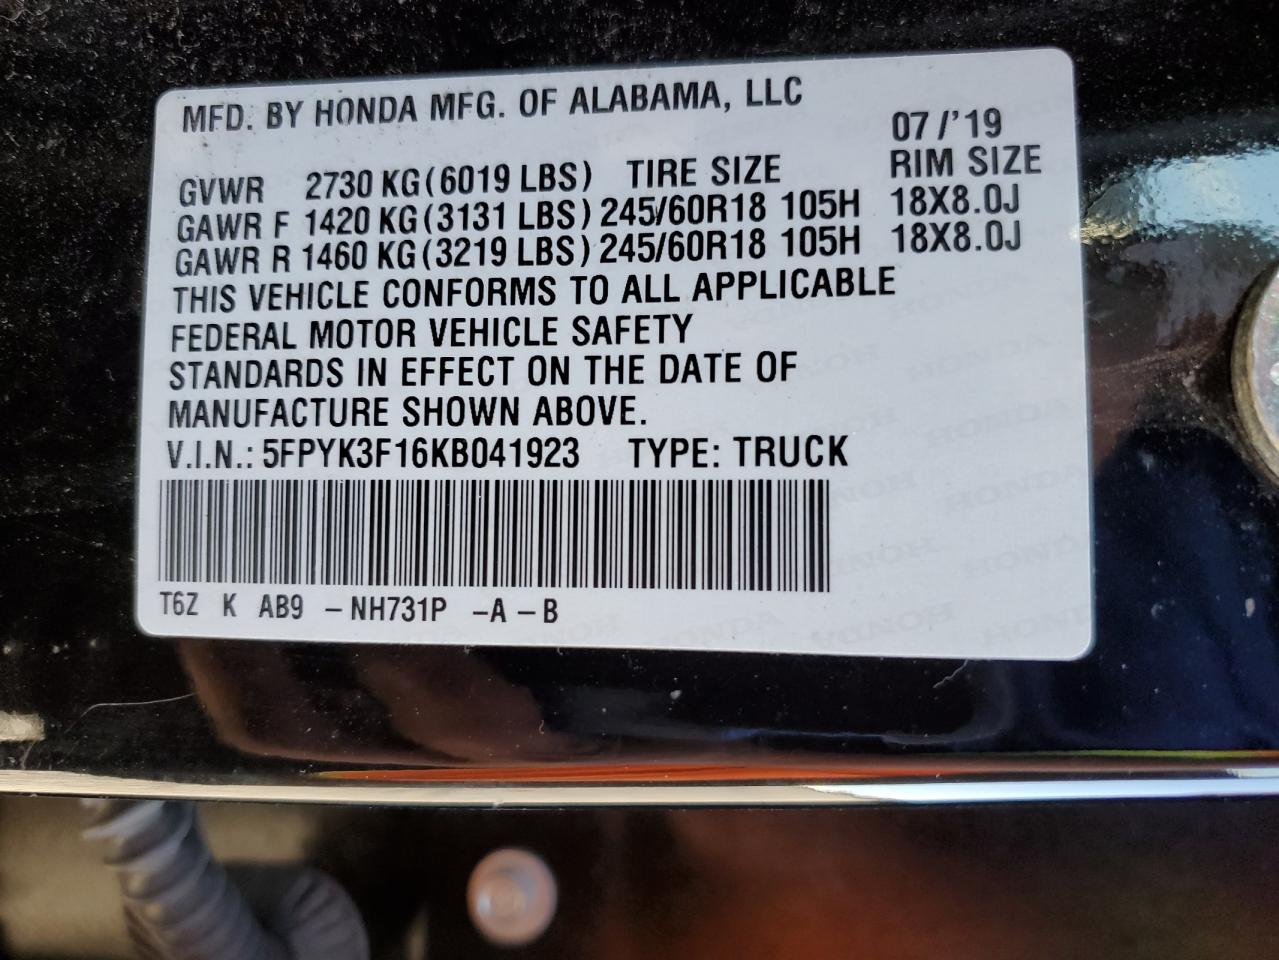 MFD. BY HONDA MFG. OF ALABAMA, LLC
07/'19
GVWR 2730 KG(6019 LBS) TIRE SIZE RIM SIZE
GAWR F 1420 KG(3131 LBS) 245/60R18 105H 18X8.0J
GAWR R 1460 KG(3219 LBS) 245/60R18 105H 18X8.0J
THIS VEHICLE CONFORMS TO ALL APPLICABLE
FEDERAL MOTOR VEHICLE SAFETY
STANDARDS IN EFFECT ON THE DATE OF
MANUFACTURE SHOWN ABOVE.
V.I.N.: 5FPYK3F16KB041923 TYPE: TRUCK
T6Z K AB9 -NH731P -A-B